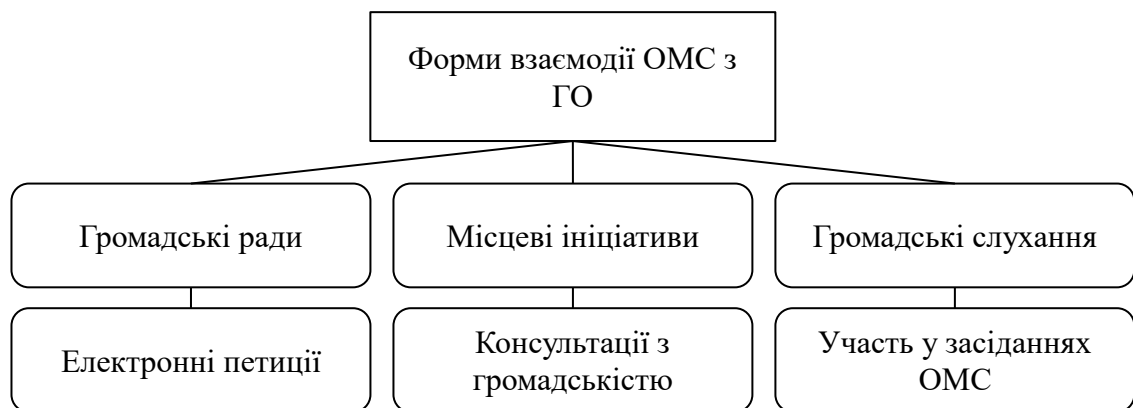 Форми взаємодії ОМС з
ГО
Громадські ради
Місцеві ініціативи
Громадські слухання
Електронні петиції
Консультації з
громадськістю
Участь у засіданнях
ОМС